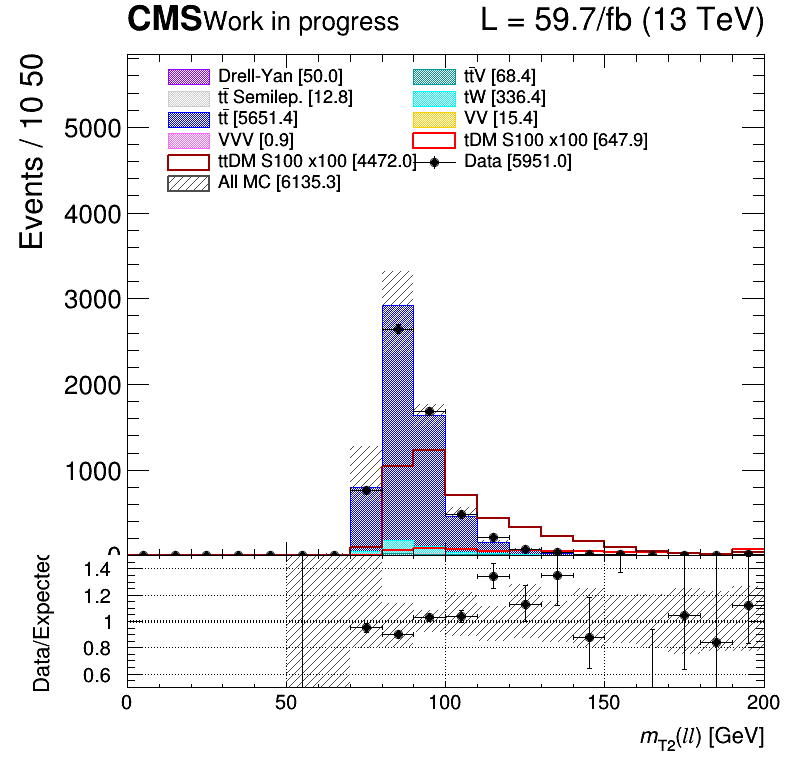 CMS Work in progress L = 59.7/fb (13 TeV)
Events / 10 50
Drell-Yan [50.0] tt̄V [68.4]
tt̄ Semilep. [12.8] tW [336.4]
tt̄ [5651.4] VV [15.4]
VVV [0.9] tDM S100 x100 [647.9]
ttDM S100 x100 [4472.0] Data [5951.0]
All MC [6135.3]
5000
4000
3000
2000
1000
0
Data/Expected
1.4
1.2
1
0.8
0.6
0 50 100 150 200
m_T2(ll) [GeV]